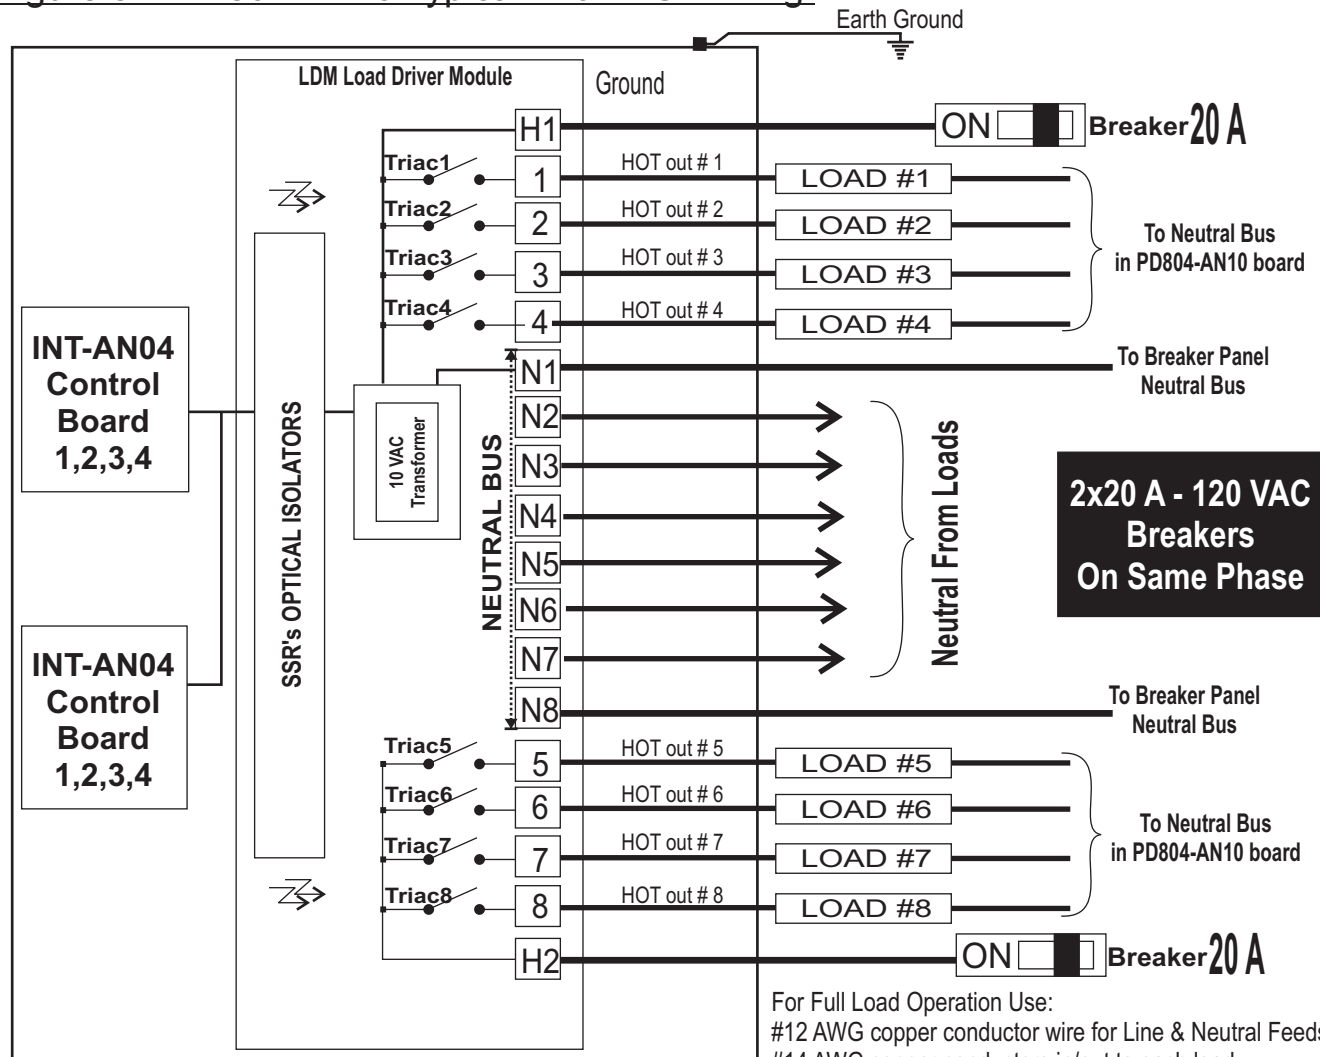 Earth Ground
LDM Load Driver Module
Ground
H1
ON
Breaker 20 A
Triac1
1
HOT out # 1
LOAD #1
Triac2
2
HOT out # 2
LOAD #2
Triac3
3
HOT out # 3
LOAD #3
Triac4
4
HOT out # 4
LOAD #4
To Neutral Bus
in PD804-AN10 board
INT-AN04
Control
Board
1,2,3,4
SSR's OPTICAL ISOLATORS
10 VAC
Transformer
NEUTRAL BUS
N1
To Breaker Panel
Neutral Bus
N2
N3
N4
N5
N6
N7
Neutral From Loads
2x20 A - 120 VAC
Breakers
On Same Phase
INT-AN04
Control
Board
1,2,3,4
N8
To Breaker Panel
Neutral Bus
Triac5
5
HOT out # 5
LOAD #5
Triac6
6
HOT out # 6
LOAD #6
Triac7
7
HOT out # 7
LOAD #7
Triac8
8
HOT out # 8
LOAD #8
To Neutral Bus
in PD804-AN10 board
H2
ON
Breaker 20 A
For Full Load Operation Use:
#12 AWG copper conductor wire for Line & Neutral Feeds